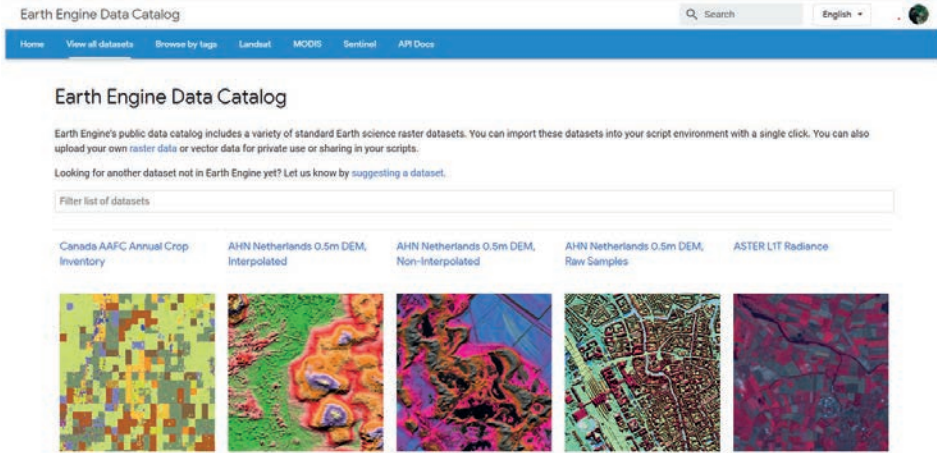 Earth Engine Data Catalog
Search
English
Home View all datasets Browse by tags Landsat MODIS Sentinel API Docs
Earth Engine Data Catalog
Earth Engine's public data catalog includes a variety of standard Earth science raster datasets. You can import these datasets into your script environment with a single click. You can also
upload your own raster data or vector data for private use or sharing in your scripts.
Looking for another dataset not in Earth Engine yet? Let us know by suggesting a dataset.
Filter list of datasets
Canada AAFC Annual Crop
Inventory
AHN Netherlands 0.5m DEM,
Interpolated
AHN Netherlands 0.5m DEM,
Non-Interpolated
AHN Netherlands 0.5m DEM,
Raw Samples
ASTER L1T Radiance